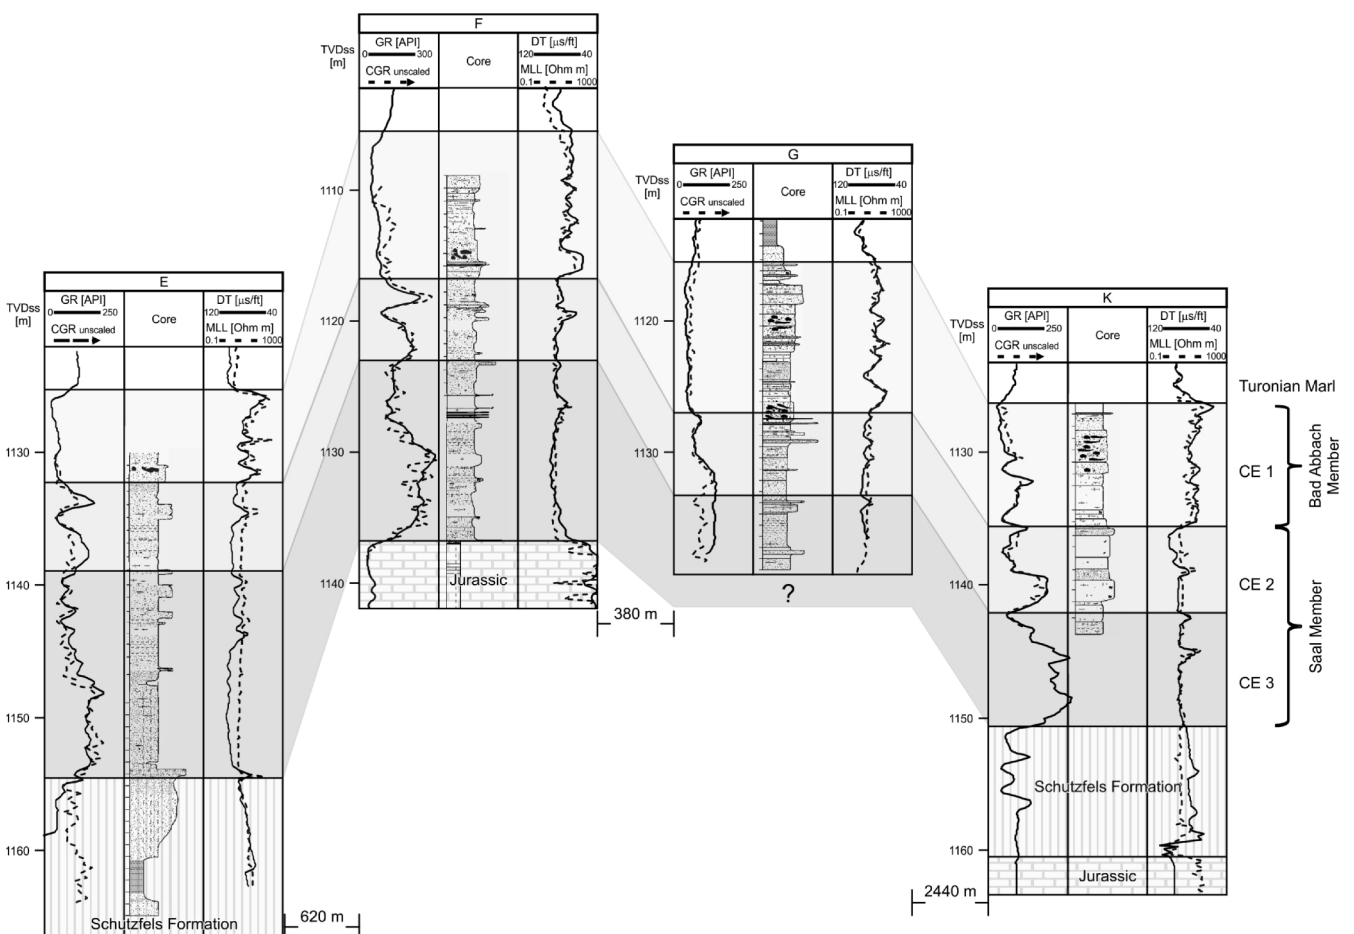 F
TVDss
[m]
GR [API]
0 300
CGR unscaled
Core
DT [µs/ft]
120 40
MLL [Ohm m]
0.1 1000
1110
1120
1130
1140
Jurassic
G
TVDss
[m]
GR [API]
0 250
CGR unscaled
Core
DT [µs/ft]
120 40
MLL [Ohm m]
0.1 1000
1120
1130
?
E
TVDss
[m]
GR [API]
0 250
CGR unscaled
Core
DT [µs/ft]
120 40
MLL [Ohm m]
0.1 1000
1130
1140
1150
1160
Schutzfels Formation
K
TVDss
[m]
GR [API]
0 250
CGR unscaled
Core
DT [µs/ft]
120 40
MLL [Ohm m]
0.1 1000
1130
1140
1150
1160
Schutzfels Formation
Jurassic
Turonian Marl
CE 1
CE 2
CE 3
Bad Abbach
Member
Saal Member
620 m
380 m
2440 m